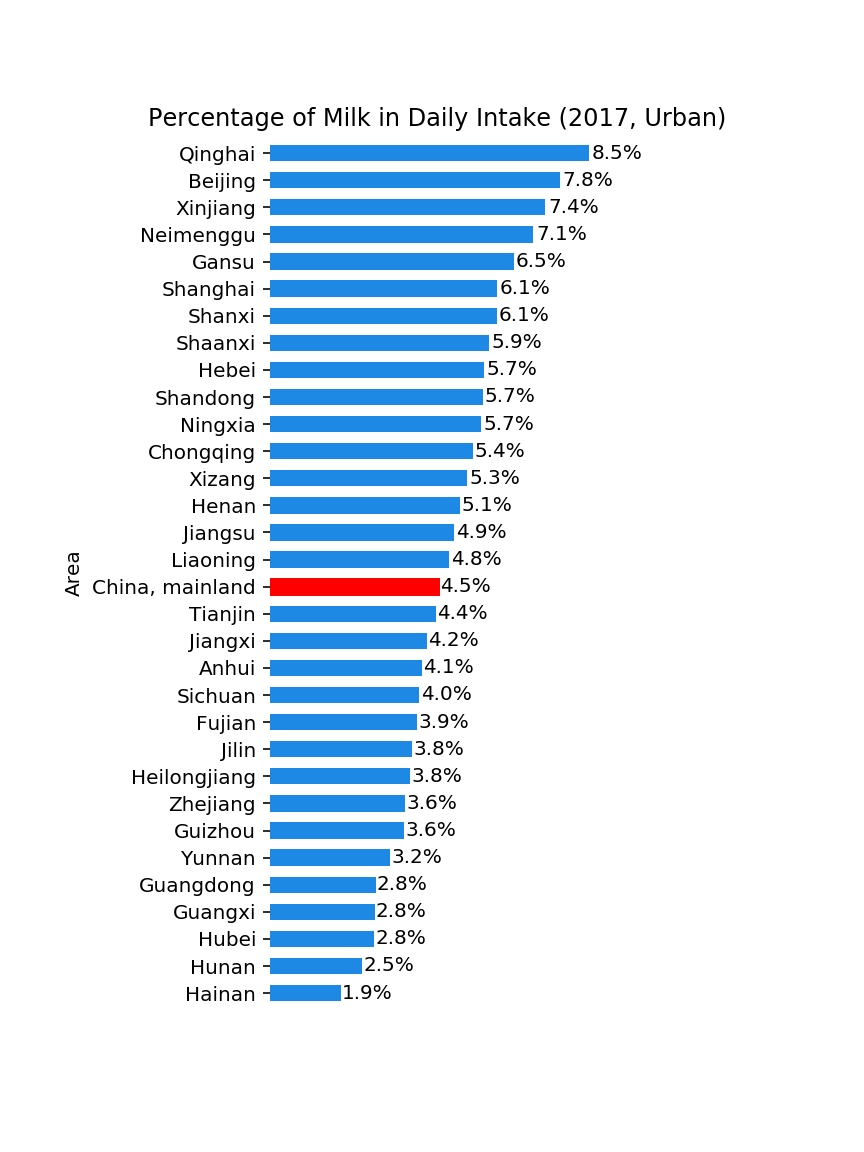 Percentage of Milk in Daily Intake (2017, Urban)
Qinghai 8.5%
Beijing 7.8%
Xinjiang 7.4%
Neimenggu 7.1%
Gansu 6.5%
Shanghai 6.1%
Shanxi 6.1%
Shaanxi 5.9%
Hebei 5.7%
Shandong 5.7%
Ningxia 5.7%
Chongqing 5.4%
Xizang 5.3%
Henan 5.1%
Jiangsu 4.9%
Liaoning 4.8%
Area
China, mainland 4.5%
Tianjin 4.4%
Jiangxi 4.2%
Anhui 4.1%
Sichuan 4.0%
Fujian 3.9%
Jilin 3.8%
Heilongjiang 3.8%
Zhejiang 3.6%
Guizhou 3.6%
Yunnan 3.2%
Guangdong 2.8%
Guangxi 2.8%
Hubei 2.8%
Hunan 2.5%
Hainan 1.9%